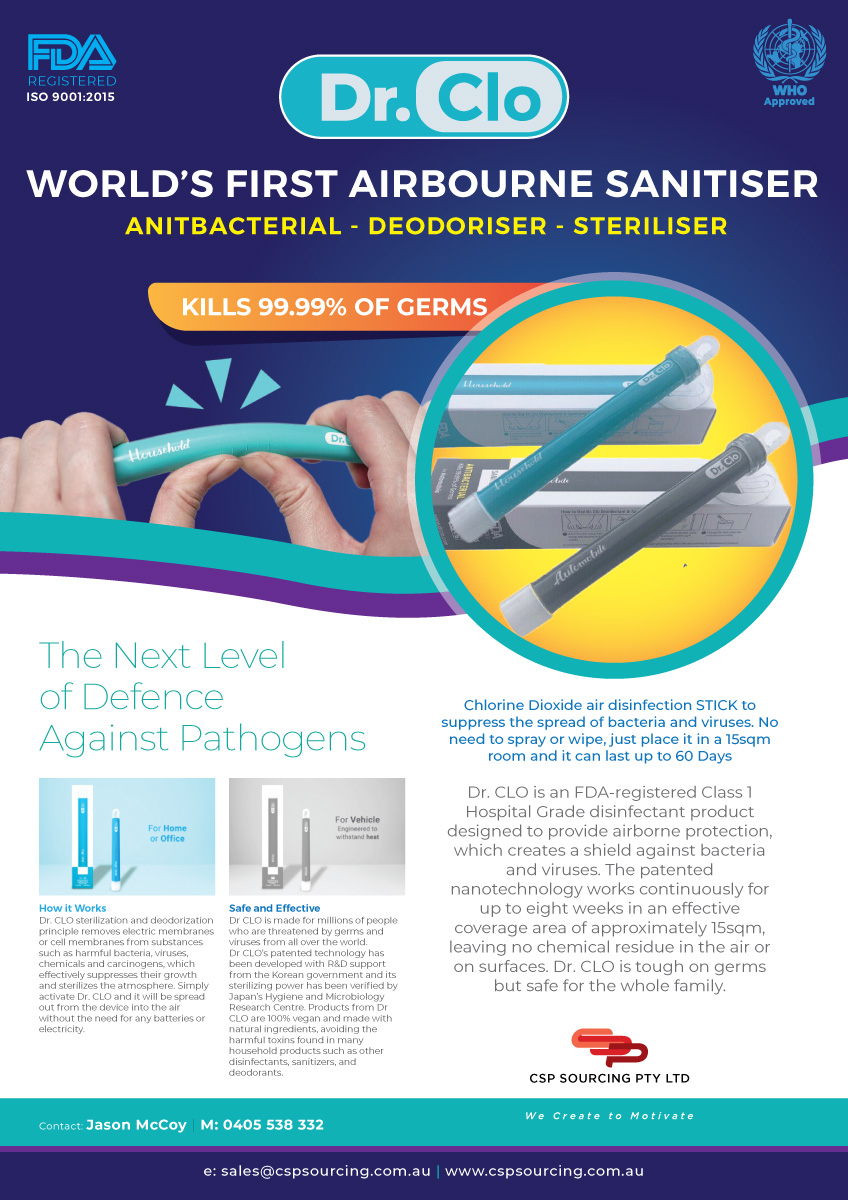 FDA
REGISTERED
ISO 9001:2015
WHO
Approved
Dr. Clo
WORLD'S FIRST AIRBOURNE SANITISER
ANITBACTERIAL - DEODORISER - STERILISER
KILLS 99.99% OF GERMS
Household
Dr.
Household
Dr. Clo
Household
ANTIBACTERIAL
Dr. Clo
Automobile
The Next Level
of Defence
Against Pathogens
For Home
or Office
For Vehicle
Engineered to
withstand heat
How it Works
Dr. CLO sterilization and deodorization
principle removes electric membranes
or cell membranes from substances
such as harmful bacteria, viruses,
chemicals and carcinogens, which
effectively suppresses their growth
and sterilizes the atmosphere. Simply
activate Dr. CLO and it will be spread
out from the device into the air
without the need for any batteries or
electricity.
Safe and Effective
Dr CLO is made for millions of people
who are threatened by germs and
viruses from all over the world.
Dr CLO's patented technology has
been developed with R&D support
from the Korean government and its
sterilizing power has been verified by
Japan's Hygiene and Microbiology
Research Centre. Products from Dr
CLO are 100% vegan and made with
natural ingredients, avoiding the
harmful toxins found in many
household products such as other
disinfectants, sanitizers, and
deodorants.
Chlorine Dioxide air disinfection STICK to
suppress the spread of bacteria and viruses. No
need to spray or wipe, just place it in a 15sqm
room and it can last up to 60 Days
Dr. CLO is an FDA-registered Class 1
Hospital Grade disinfectant product
designed to provide airborne protection,
which creates a shield against bacteria
and viruses. The patented
nanotechnology works continuously for
up to eight weeks in an effective
coverage area of approximately 15sqm,
leaving no chemical residue in the air or
on surfaces. Dr. CLO is tough on germs
but safe for the whole family.
CSP SOURCING PTY LTD
We Create to Motivate
Contact: Jason McCoy | M: 0405 538 332
e: sales@cspsourcing.com.au | www.cspsourcing.com.au